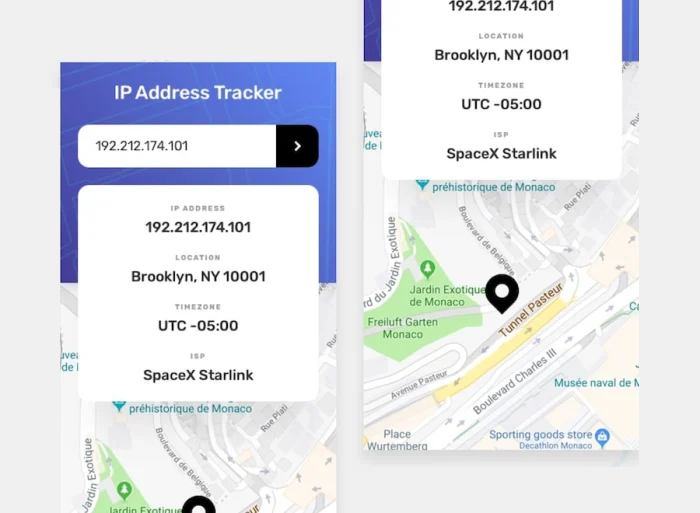 IP Address Tracker
192.212.174.101
IP ADDRESS
192.212.174.101
LOCATION
Brooklyn, NY 10001
TIMEZONE
UTC -05:00
ISP
SpaceX Starlink
préhistorique de Monaco
Rue Plati
Boulevard de Belgique
Jardin Exotique
Jardin Exotique
192.212.174.101
LOCATION
Brooklyn, NY 10001
TIMEZONE
UTC -05:00
ISP
SpaceX Starlink
préhistorique de Monaco
Rue Plati
Boulevard de Belgique
rd du Jardin Exotique
Jardin Exotique
de Monaco
Freiluft Garten
Monaco
Tunnel Pasteur
Avenue Pasteur
Boulevard Charles III
Musée naval de M
Place
Wurtemberg
Sporting goods store
Decathlon Monaco